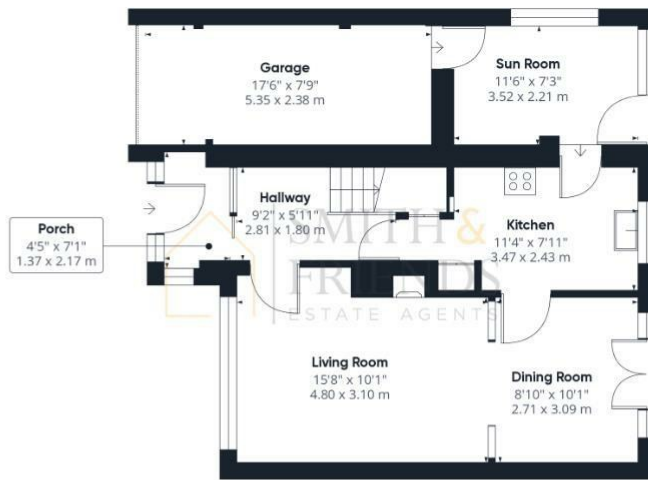 Garage
17'6" x 7'9"
5.35 x 2.38 m
Sun Room
11'6" x 7'3"
3.52 x 2.21 m
Hallway
9'2" x 5'11"
2.81 x 1.80 m
Porch
4'5" x 7'1"
1.37 x 2.17 m
Kitchen
11'4" x 7'11"
3.47 x 2.43 m
SMITH &
FRIENDS
ESTATE AGENTS
Living Room
15'8" x 10'1"
4.80 x 3.10 m
Dining Room
8'10" x 10'1"
2.71 x 3.09 m